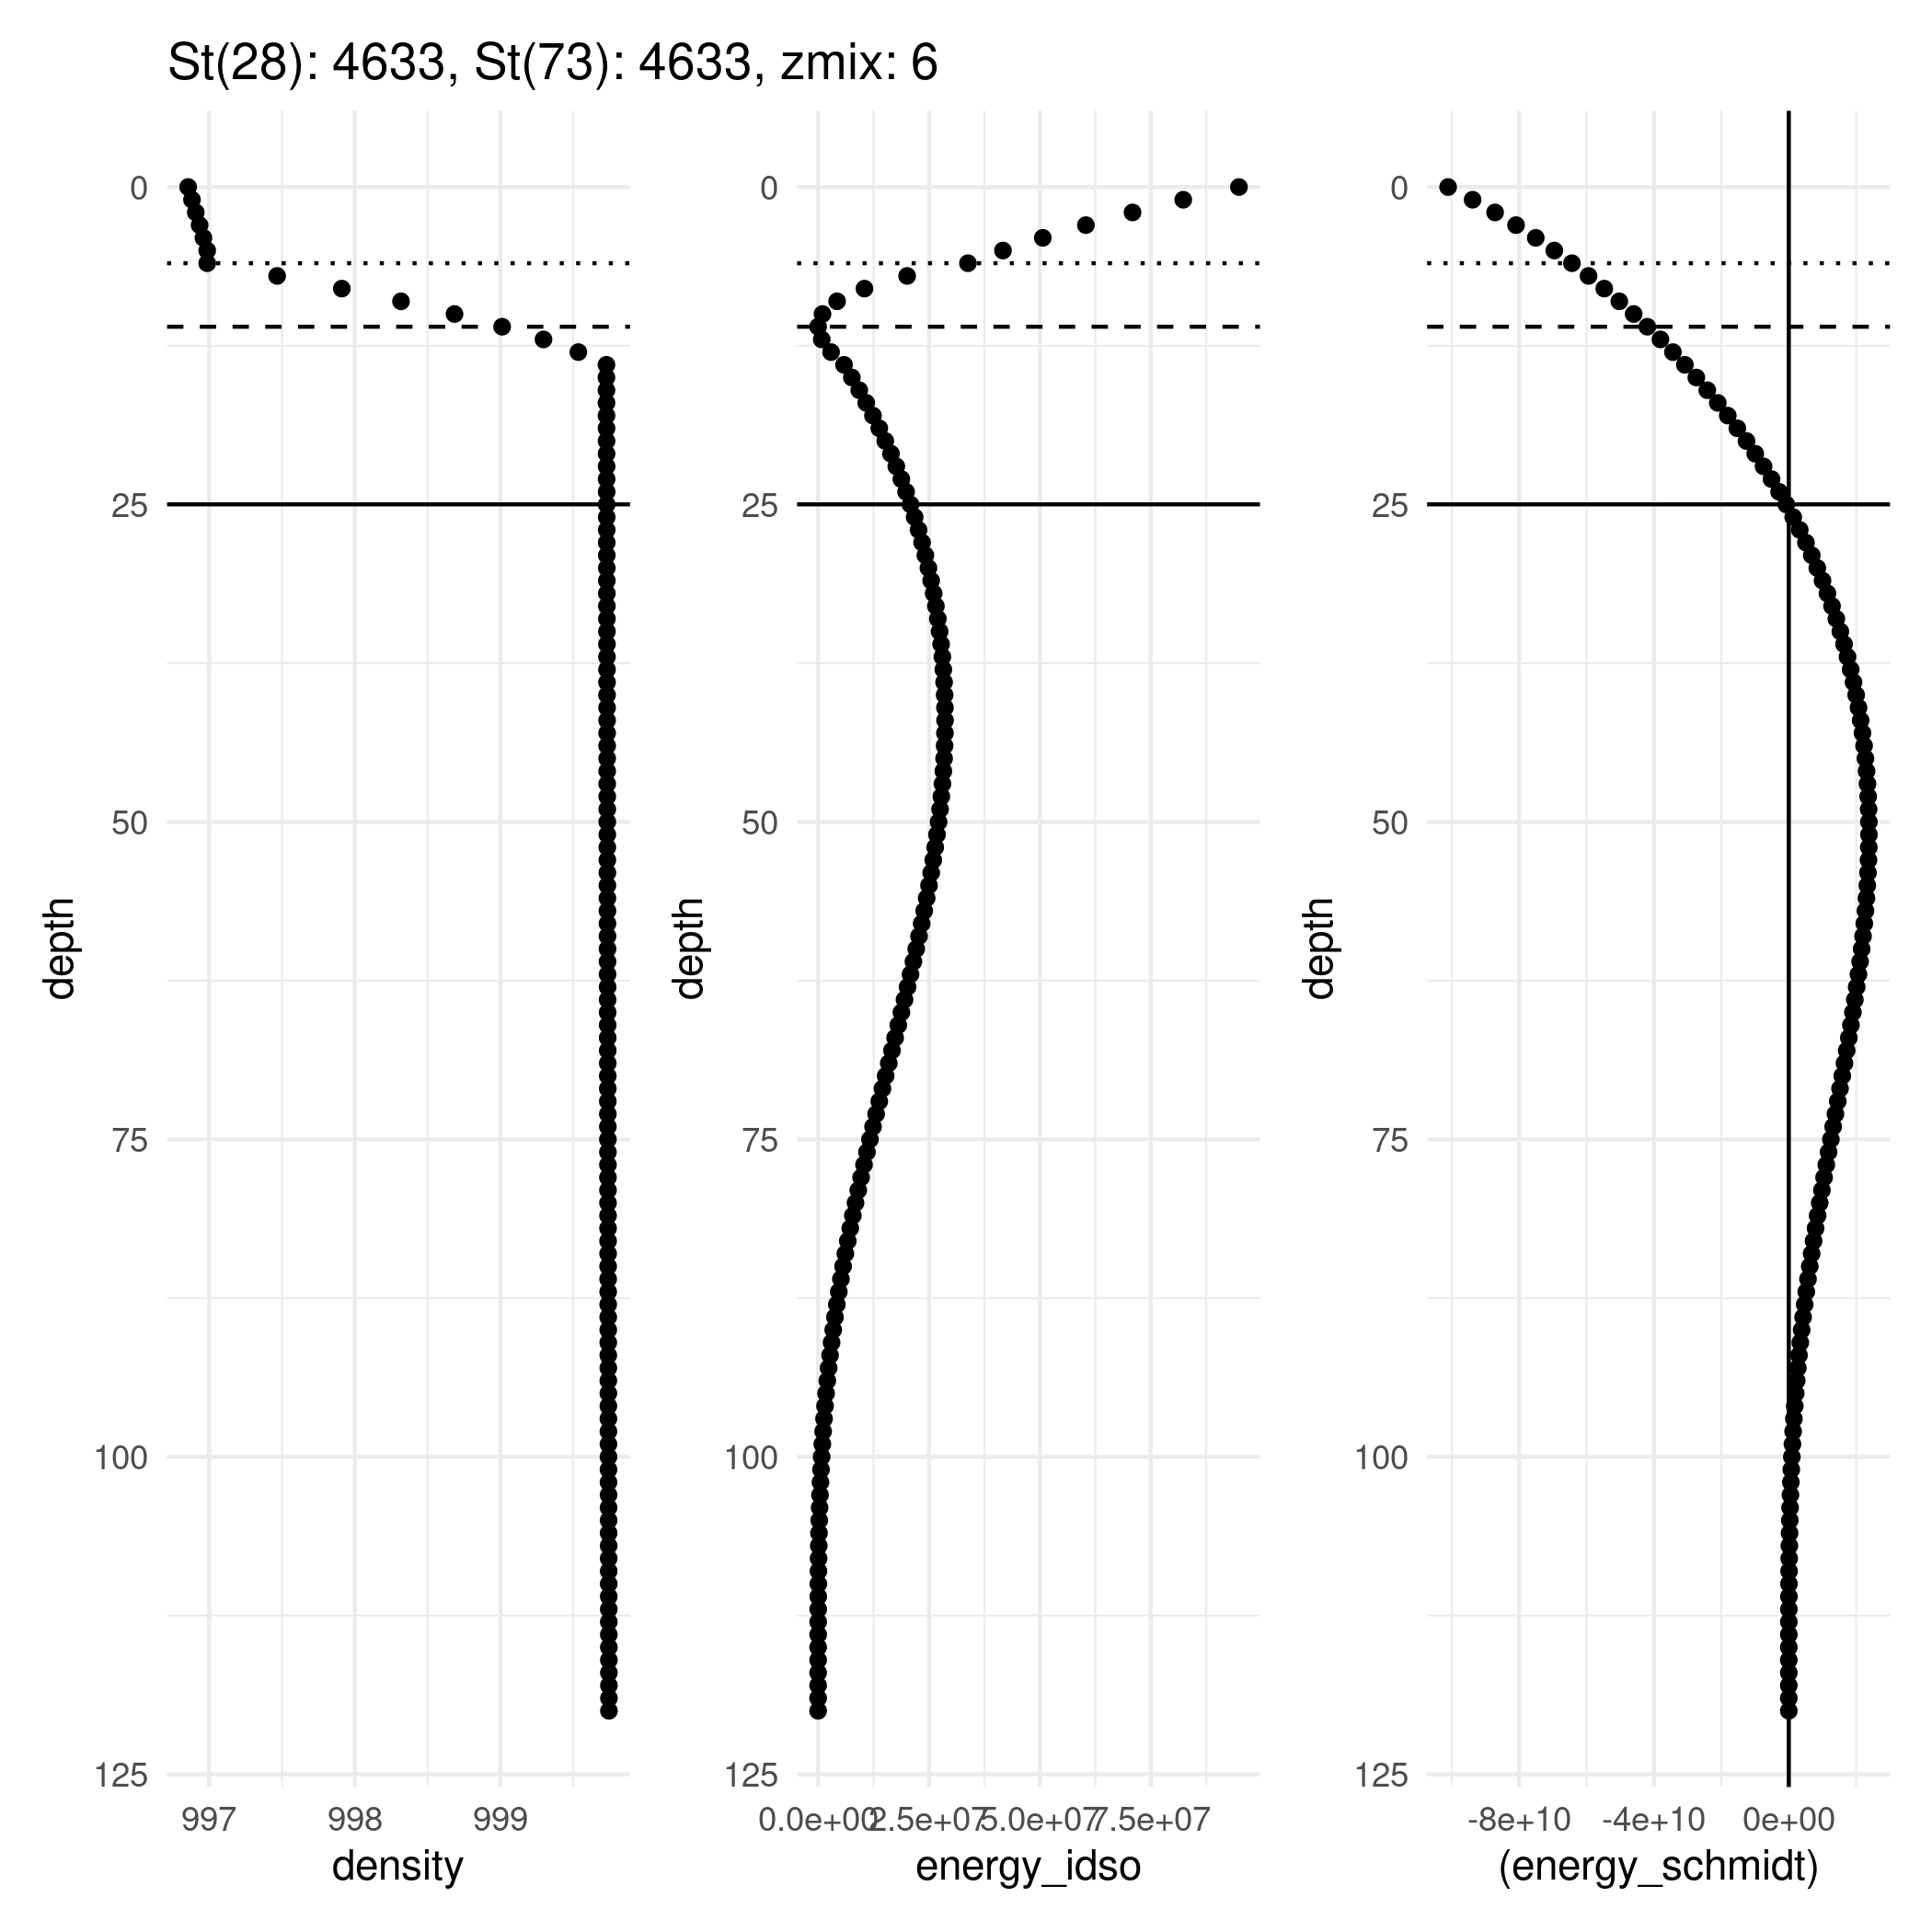 St(28): 4633, St(73): 4633, zmix: 6
depth
0
25
50
75
100
125
997 998 999
density
depth
0
25
50
75
100
125
0.0e+00 2.5e+07 5.0e+07 7.5e+07
energy_idso
depth
0
25
50
75
100
125
-8e+10 -4e+10 0e+00
(energy_schmidt)